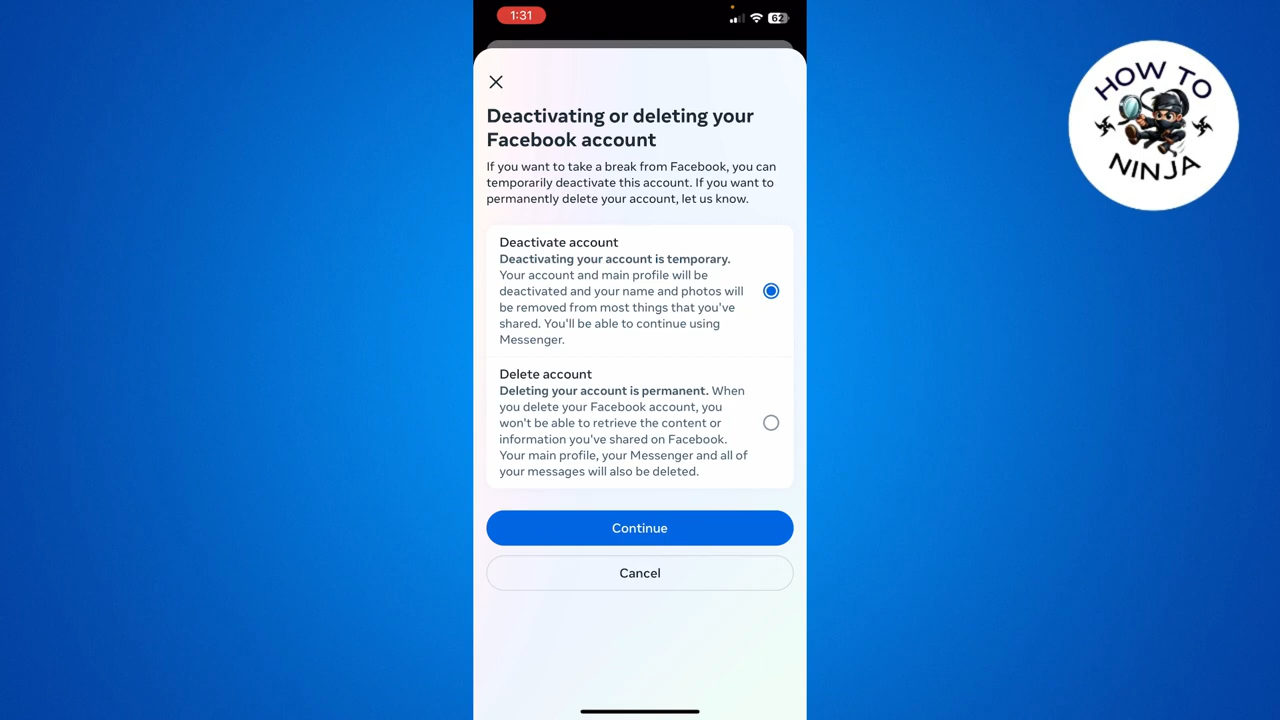 1:31
62
HOW TO
NINJA
Deactivating or deleting your
Facebook account
If you want to take a break from Facebook, you can
temporarily deactivate this account. If you want to
permanently delete your account, let us know.
Deactivate account
Deactivating your account is temporary.
Your account and main profile will be
deactivated and your name and photos will
be removed from most things that you've
shared. You'll be able to continue using
Messenger.
Delete account
Deleting your account is permanent. When
you delete your Facebook account, you
won't be able to retrieve the content or
information you've shared on Facebook.
Your main profile, your Messenger and all of
your messages will also be deleted.
Continue
Cancel